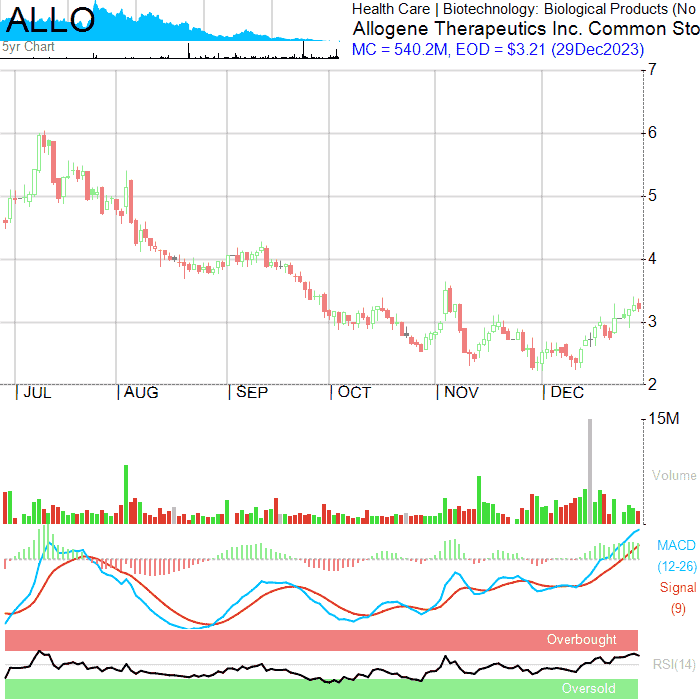 ALLO
5yr Chart
Health Care | Biotechnology: Biological Products (No
Allogene Therapeutics Inc. Common Sto
MC = 540.2M, EOD = $3.21 (29Dec2023)
7
6
5
4
3
2
JUL AUG SEP OCT NOV DEC
15M
Volume
MACD
(12-26)
Signal
(9)
Overbought
RSI(14)
Oversold